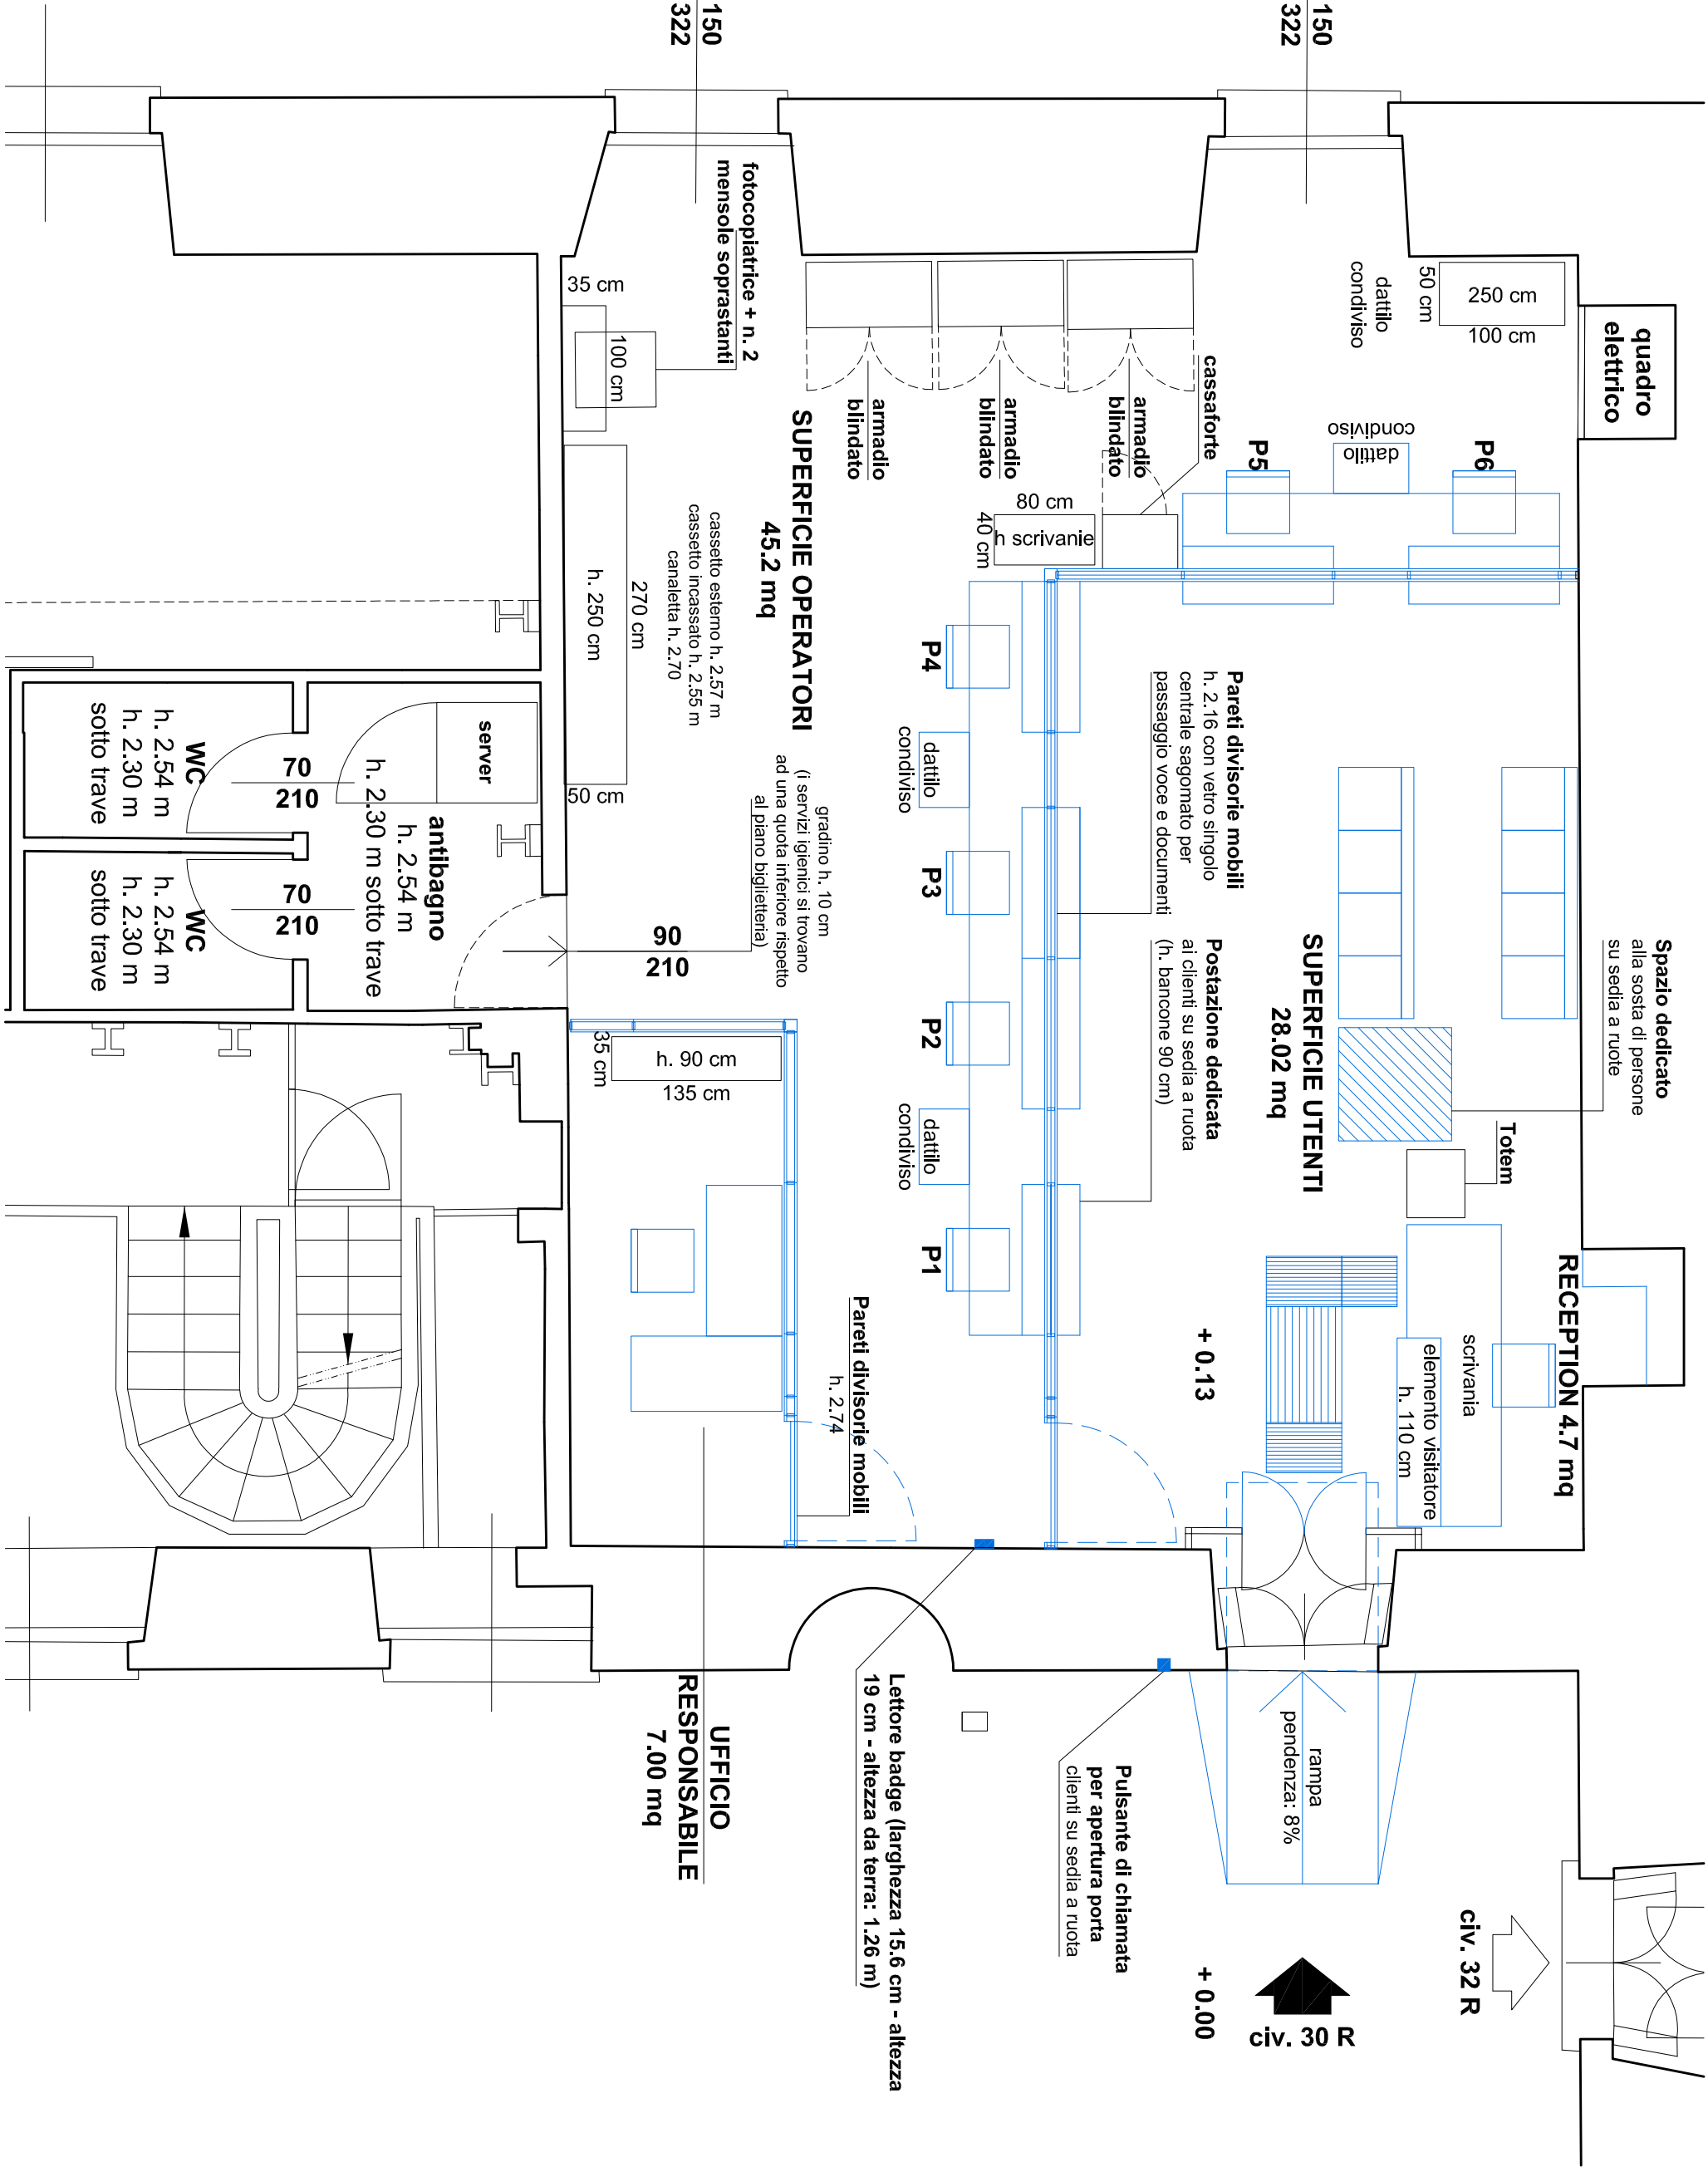 150
322
150
322
quadro
elettrico
250 cm
100 cm
50 cm
dattilo
condiviso
fotocopiatrice + n. 2
mensole soprastanti
35 cm
100 cm
armadio
blindato
armadio
blindato
armadio
blindato
cassaforte
P5
dattilo
condiviso
P6
80 cm
40 cm
h scrivanie
SUPERFICIE OPERATORI
45.2 mq
cassetto esterno h. 2.57 m
cassetto incassato h. 2.55 m
canaletta h. 2.70
270 cm
h. 250 cm
50 cm
P4
dattilo
condiviso
P3
P2
dattilo
condiviso
P1
Pareti divisorie mobili
h. 2.16 con vetro singolo
centrale sagomato per
passaggio voce e documenti
Postazione dedicata
ai clienti su sedia a ruota
(h. bancone 90 cm)
SUPERFICIE UTENTI
28.02 mq
Spazio dedicato
alla sosta di persone
su sedia a ruote
Totem
RECEPTION 4.7 mq
scrivania
elemento visitatore
h. 110 cm
+ 0.13
gradino h. 10 cm
(i servizi igienici si trovano
ad una quota inferiore rispetto
al piano biglietteria)
90
210
server
antibagno
h. 2.54 m
h. 2.30 m sotto trave
70
210
70
210
WC
h. 2.54 m
h. 2.30 m
sotto trave
WC
h. 2.54 m
h. 2.30 m
sotto trave
35 cm
h. 90 cm
135 cm
Pareti divisorie mobili
h. 2.74
UFFICIO
RESPONSABILE
7.00 mq
Lettore badge (larghezza 15.6 cm - altezza
19 cm - altezza da terra: 1.26 m)
Pulsante di chiamata
per apertura porta
clienti su sedia a ruota
rampa
pendenza: 8%
+ 0.00
civ. 30 R
civ. 32 R